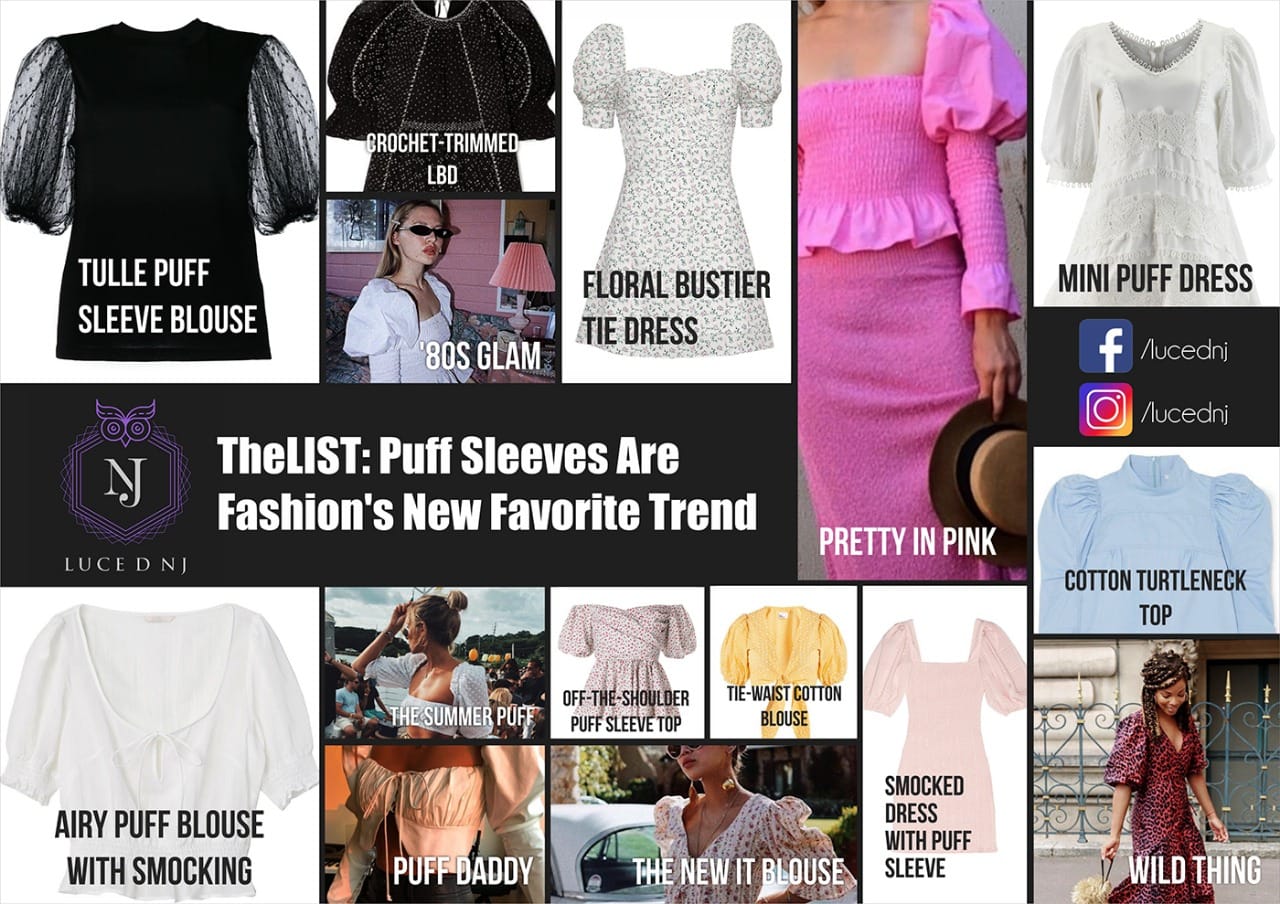 TULLE PUFF
SLEEVE BLOUSE
CROCHET-TRIMMED
LBD
'80S GLAM
FLORAL BUSTIER
TIE DRESS
PRETTY IN PINK
MINI PUFF DRESS
/lucednj
/lucednj
NJ
LUCE D NJ
TheLIST: Puff Sleeves Are
Fashion's New Favorite Trend
COTTON TURTLENECK
TOP
AIRY PUFF BLOUSE
WITH SMOCKING
THE SUMMER PUFF
OFF-THE-SHOULDER
PUFF SLEEVE TOP
TIE-WAIST COTTON
BLOUSE
PUFF DADDY
THE NEW IT BLOUSE
SMOCKED
DRESS
WITH PUFF
SLEEVE
WILD THING